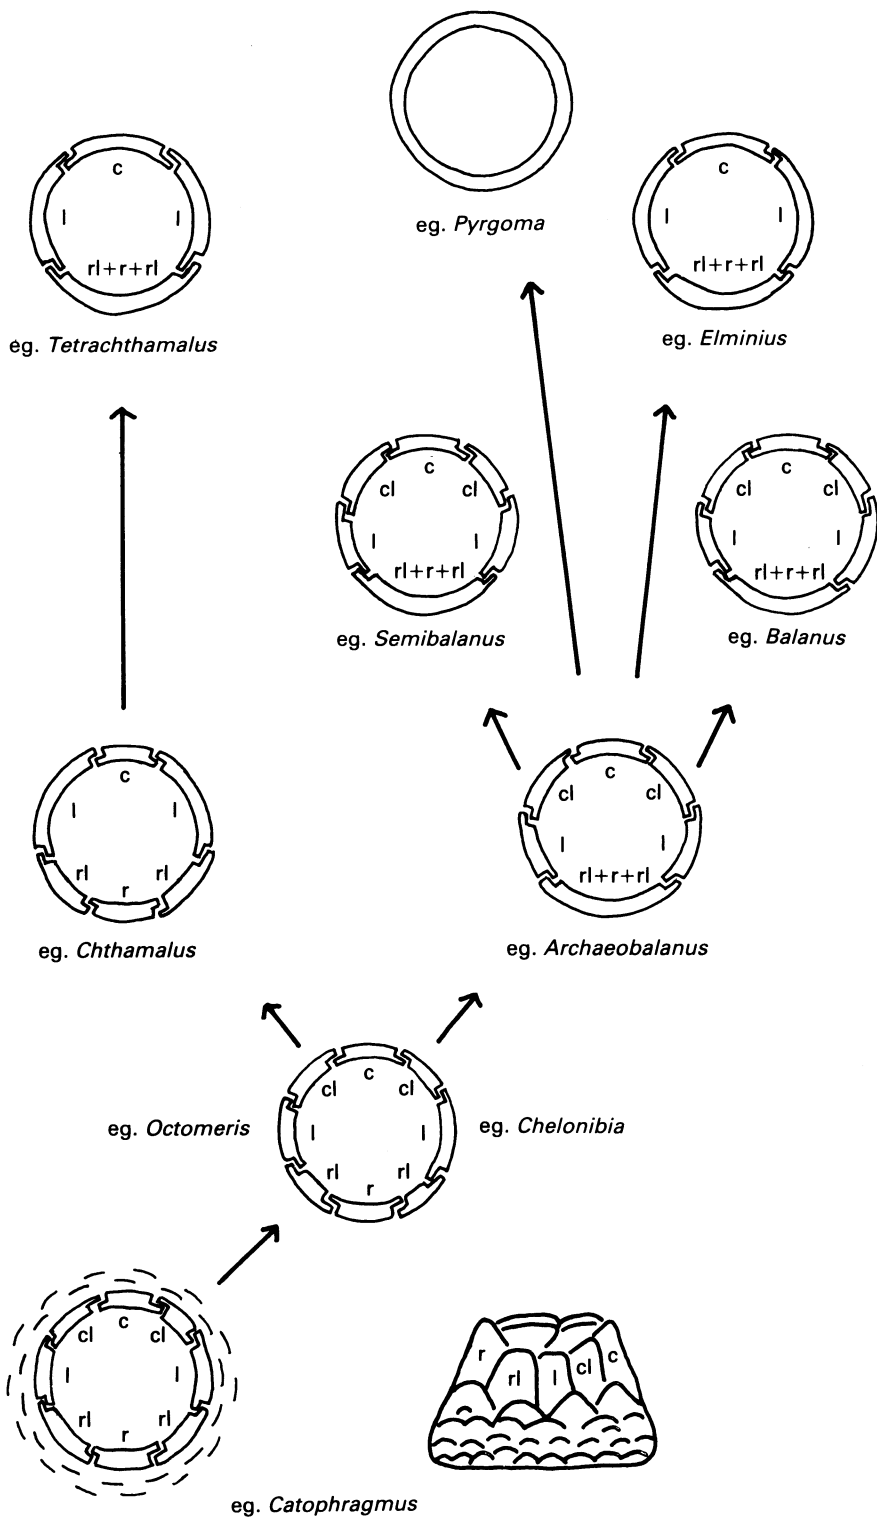 eg. Pyrgoma
c
l l
rl+r+rl
eg. Tetrachthamalus
c
l l
rl+r+rl
eg. Elminius
c
cl cl
l l
rl+r+rl
eg. Semibalanus
c
cl cl
l l
rl+r+rl
eg. Balanus
c
l l
rl rl
r
eg. Chthamalus
c
cl cl
l l
rl+r+rl
eg. Archaeobalanus
c
cl cl
l l
rl rl
r
eg. Octomeris
eg. Chelonibia
c
cl cl
l l
rl rl
r
r rl l cl c
eg. Catophragmus